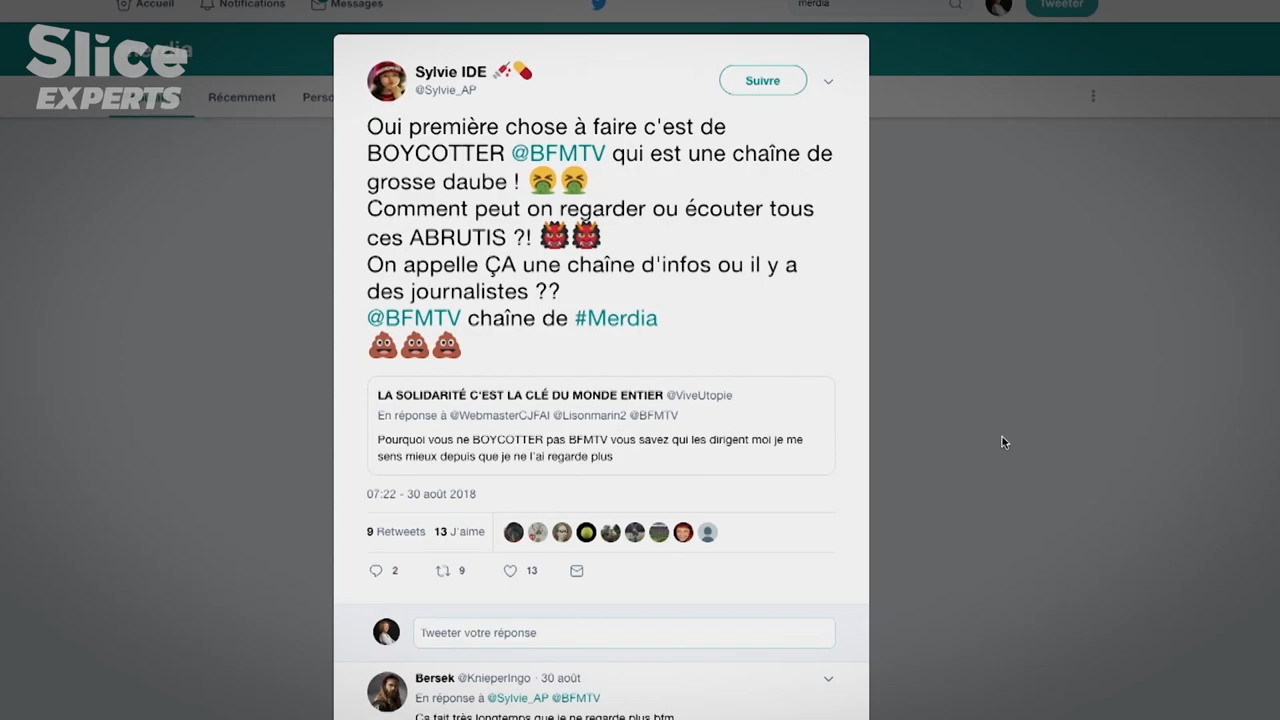 Accueil
Notifications
Messages
merdia
Tweeter
Slice
EXPERTS
Récemment
Perso
Sylvie IDE
@Sylvie_AP
Suivre
Oui première chose à faire c'est de
BOYCOTTER @BFMTV qui est une chaîne de
grosse daube !
Comment peut on regarder ou écouter tous
ces ABRUTIS ?!
On appelle ÇA une chaîne d'infos ou il y a
des journalistes ??
@BFMTV chaîne de #Merdia
LA SOLIDARITÉ C'EST LA CLÉ DU MONDE ENTIER @ViveUtopie
En réponse à @WebmasterCJFAI @Lisonmarin2 @BFMTV
Pourquoi vous ne BOYCOTTER pas BFMTV vous savez qui les dirigent moi je me
sens mieux depuis que je ne l'ai regarde plus
07:22 - 30 août 2018
9 Retweets 13 J'aime
2 9 13
Tweeter votre réponse
Bersek @KnieperIngo · 30 août
En réponse à @Sylvie_AP @BFMTV
Ça fait très longtemps que je ne regarde plus bfm